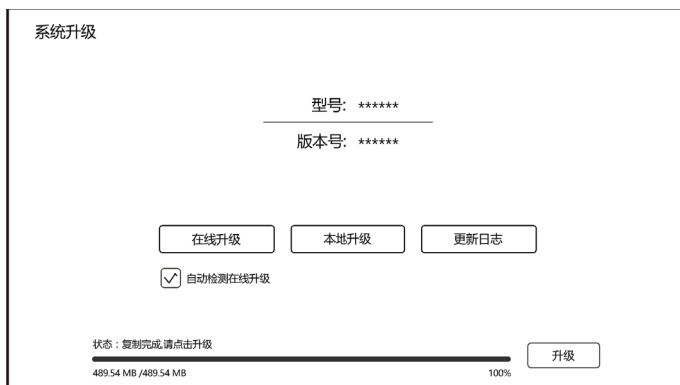 系统升级
型号: ******
版本号: ******
在线升级 本地升级 更新日志
自动检测在线升级
状态：复制完成,请点击升级
升级
489.54 MB /489.54 MB 100%